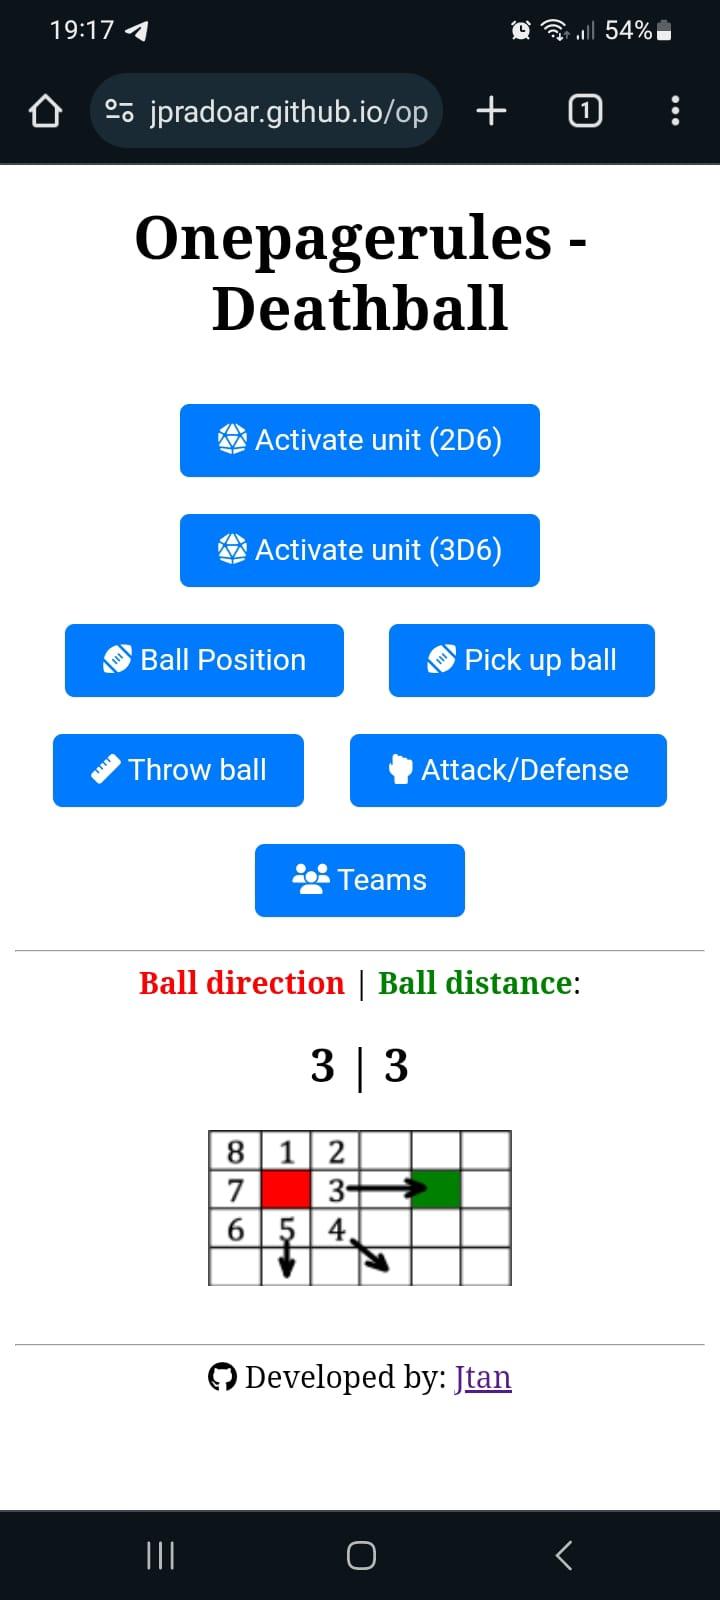 19:17 54%
jpradoar.github.io/op 1
Onepagerules -
Deathball
Activate unit (2D6)
Activate unit (3D6)
Ball Position Pick up ball
Throw ball Attack/Defense
Teams
Ball direction | Ball distance:
3 | 3
8 1 2
7 3
6 5 4
Developed by: Jtan